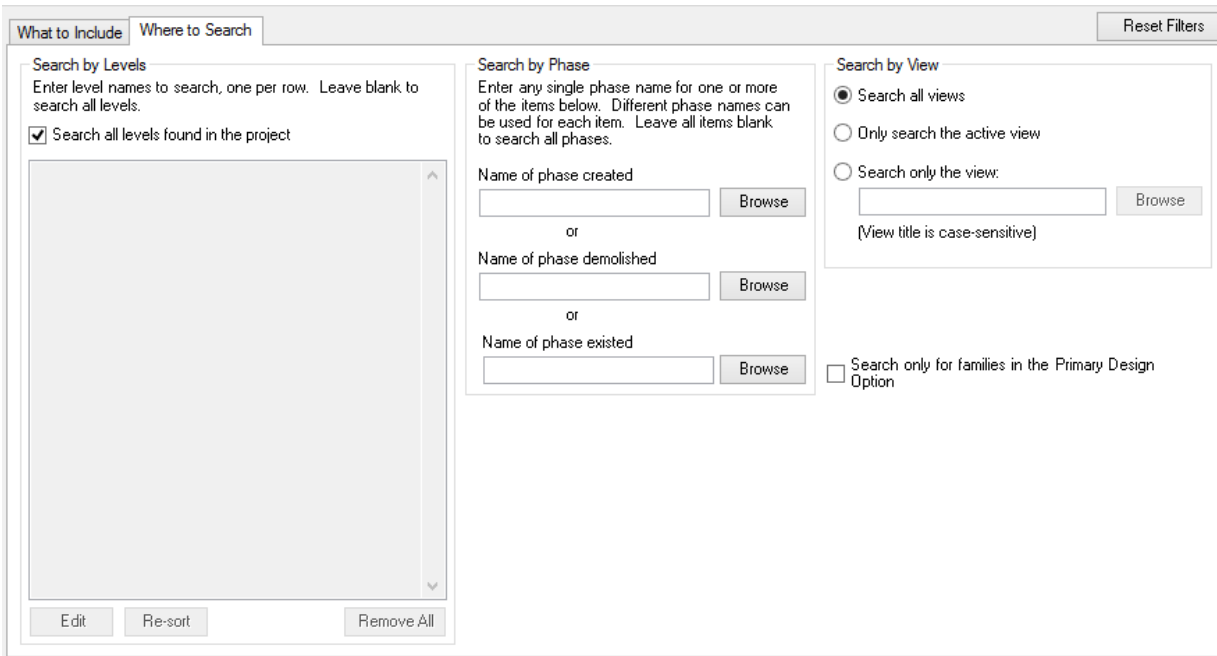 What to Include
Where to Search
Reset Filters
Search by Levels
Enter level names to search, one per row.  Leave blank to
search all levels.
Search all levels found in the project
Edit
Re-sort
Remove All
Search by Phase
Enter any single phase name for one or more
of the items below.  Different phase names can
be used for each item.  Leave all items blank
to search all phases.
Name of phase created
Browse
or
Name of phase demolished
Browse
or
Name of phase existed
Browse
Search by View
Search all views
Only search the active view
Search only the view:
Browse
(View title is case-sensitive)
Search only for families in the Primary Design
Option